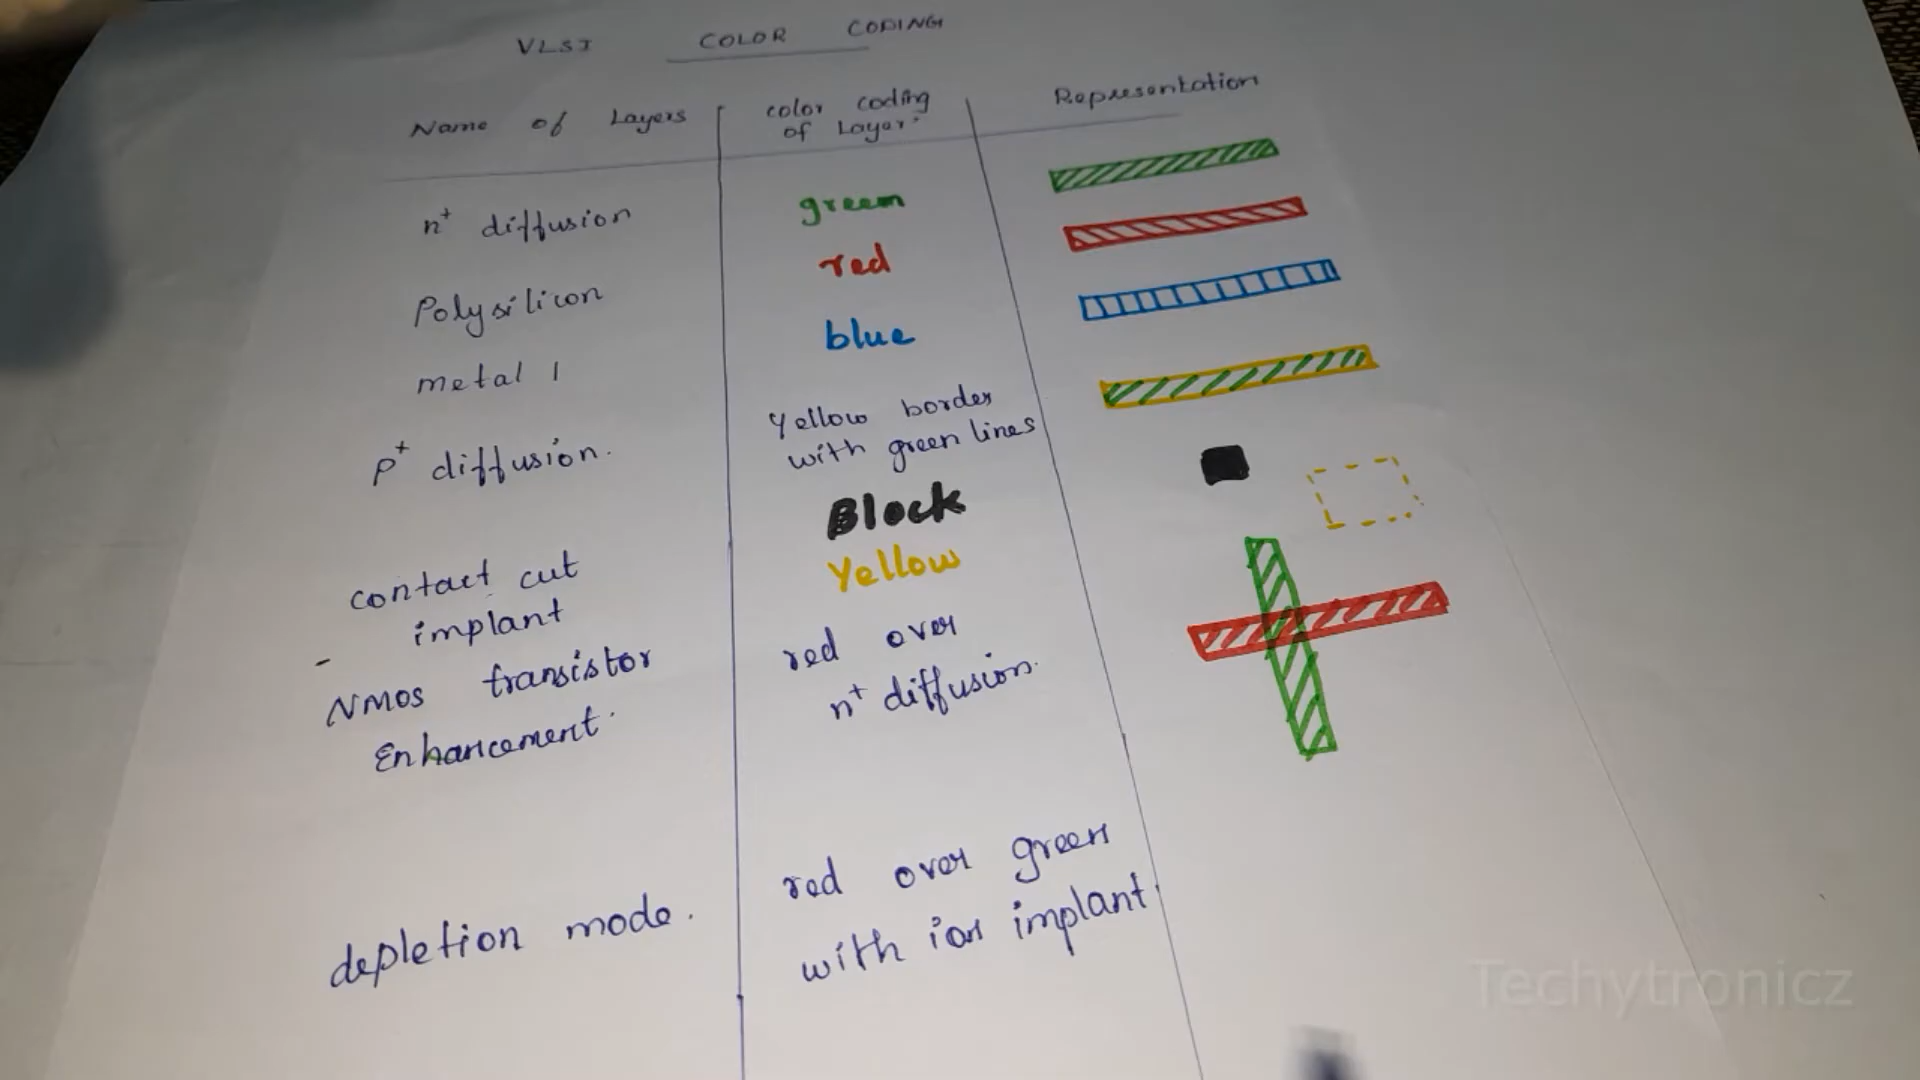 VLSI COLOR CODING
Name of Layers
color coding
of Layer
Representation
n+ diffusion
green
Polysilicon
red
metal 1
blue
p+ diffusion.
Yellow border
with green lines
contact cut
Black
implant
Yellow
NMOS transistor
Enhancement.
red over
n+ diffusion.
depletion mode.
red over green
with ion implant
Techytronicz